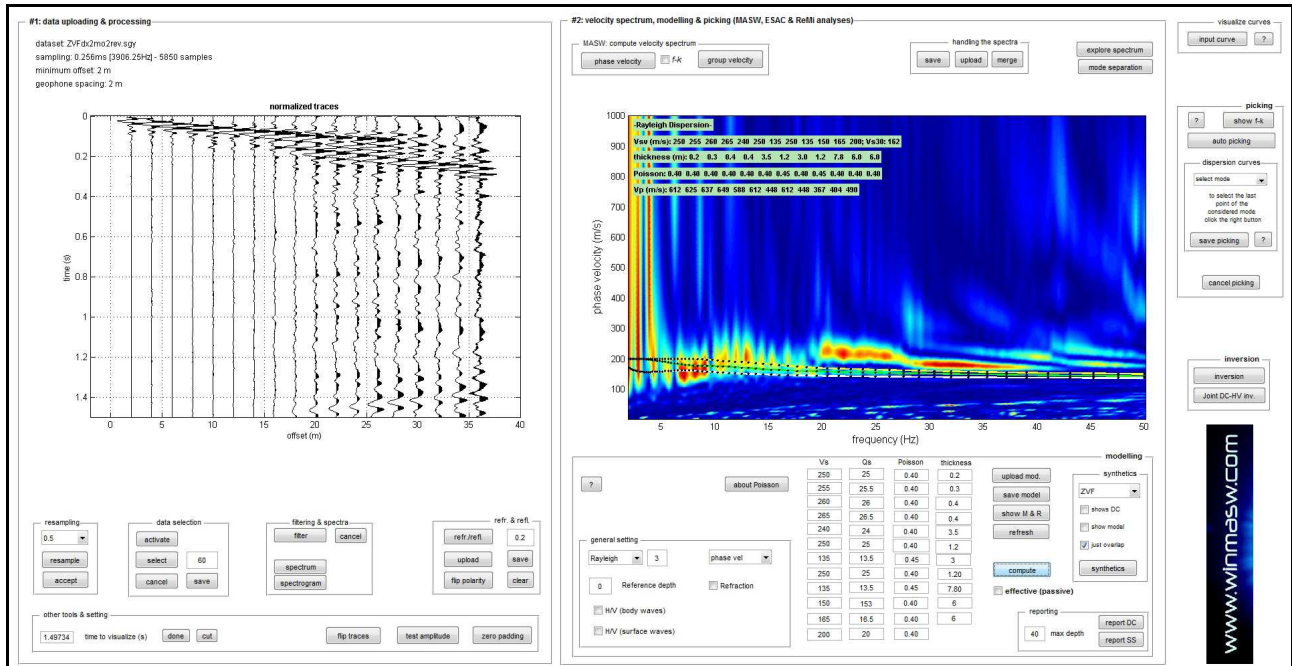 #1: data uploading & processing
dataset: ZVFdx2mo2rev.sgy
sampling: 0.256ms [3906.25Hz] - 5850 samples
minimum offset: 2 m
geophone spacing: 2 m
normalized traces
0
0.2
0.4
0.6
0.8
1
1.2
1.4
time (s)
0 5 10 15 20 25 30 35 40
offset (m)
resampling
0.5
resample
accept
data selection
activate
select 60
cancel save
filtering & spectra
filter cancel
spectrum
spectrogram
refr. & refl.
refr./refl. 0.2
upload save
flip polarity clear
other tools & setting
1.49734 time to visualize (s) done cut flip traces test amplitude zero padding
#2: velocity spectrum, modelling & picking (MASW, ESAC & ReMi analyses)
MASW: compute velocity spectrum
phase velocity f-k group velocity
handling the spectra
save upload merge
explore spectrum
mode separation
1000
900
800
700
600
500
400
300
200
100
phase velocity (m/s)
-Rayleigh Dispersion-
Vsv (m/s): 250 255 260 265 240 250 135 250 135 150 165 200; Vs30: 162
thickness (m): 0.2 0.3 0.4 0.4 3.5 1.2 3.0 1.2 7.8 6.0 6.0
Poisson: 0.40 0.40 0.40 0.40 0.40 0.40 0.45 0.40 0.45 0.40 0.40 0.40
Vp (m/s): 612 625 637 649 588 612 448 612 448 367 404 490
5 10 15 20 25 30 35 40 45 50
frequency (Hz)
modelling
? about Poisson
Vs Qs Poisson thickness
250 25 0.40 0.2
255 25.5 0.40 0.3
260 26 0.40 0.4
265 26.5 0.40 0.4
240 24 0.40 3.5
250 25 0.40 1.2
135 13.5 0.45 3
250 25 0.40 1.20
135 13.5 0.45 7.80
150 153 0.40 6
165 16.5 0.40 6
200 20 0.40
general setting
Rayleigh 3 phase vel
0 Reference depth Refraction
H/V (body waves)
H/V (surface waves)
upload mod.
save model
show M & R
refresh
compute
effective (passive)
synthetics
ZVF
shows DC
show model
just overlap
synthetics
reporting
40 max depth
report DC
report SS
visualize curves
input curve ?
picking
? show f-k
auto picking
dispersion curves
select mode
to select the last
point of the
considered mode
click the right button
save picking ?
cancel picking
inversion
inversion
Joint DC-HV inv.
www.winmasw.com